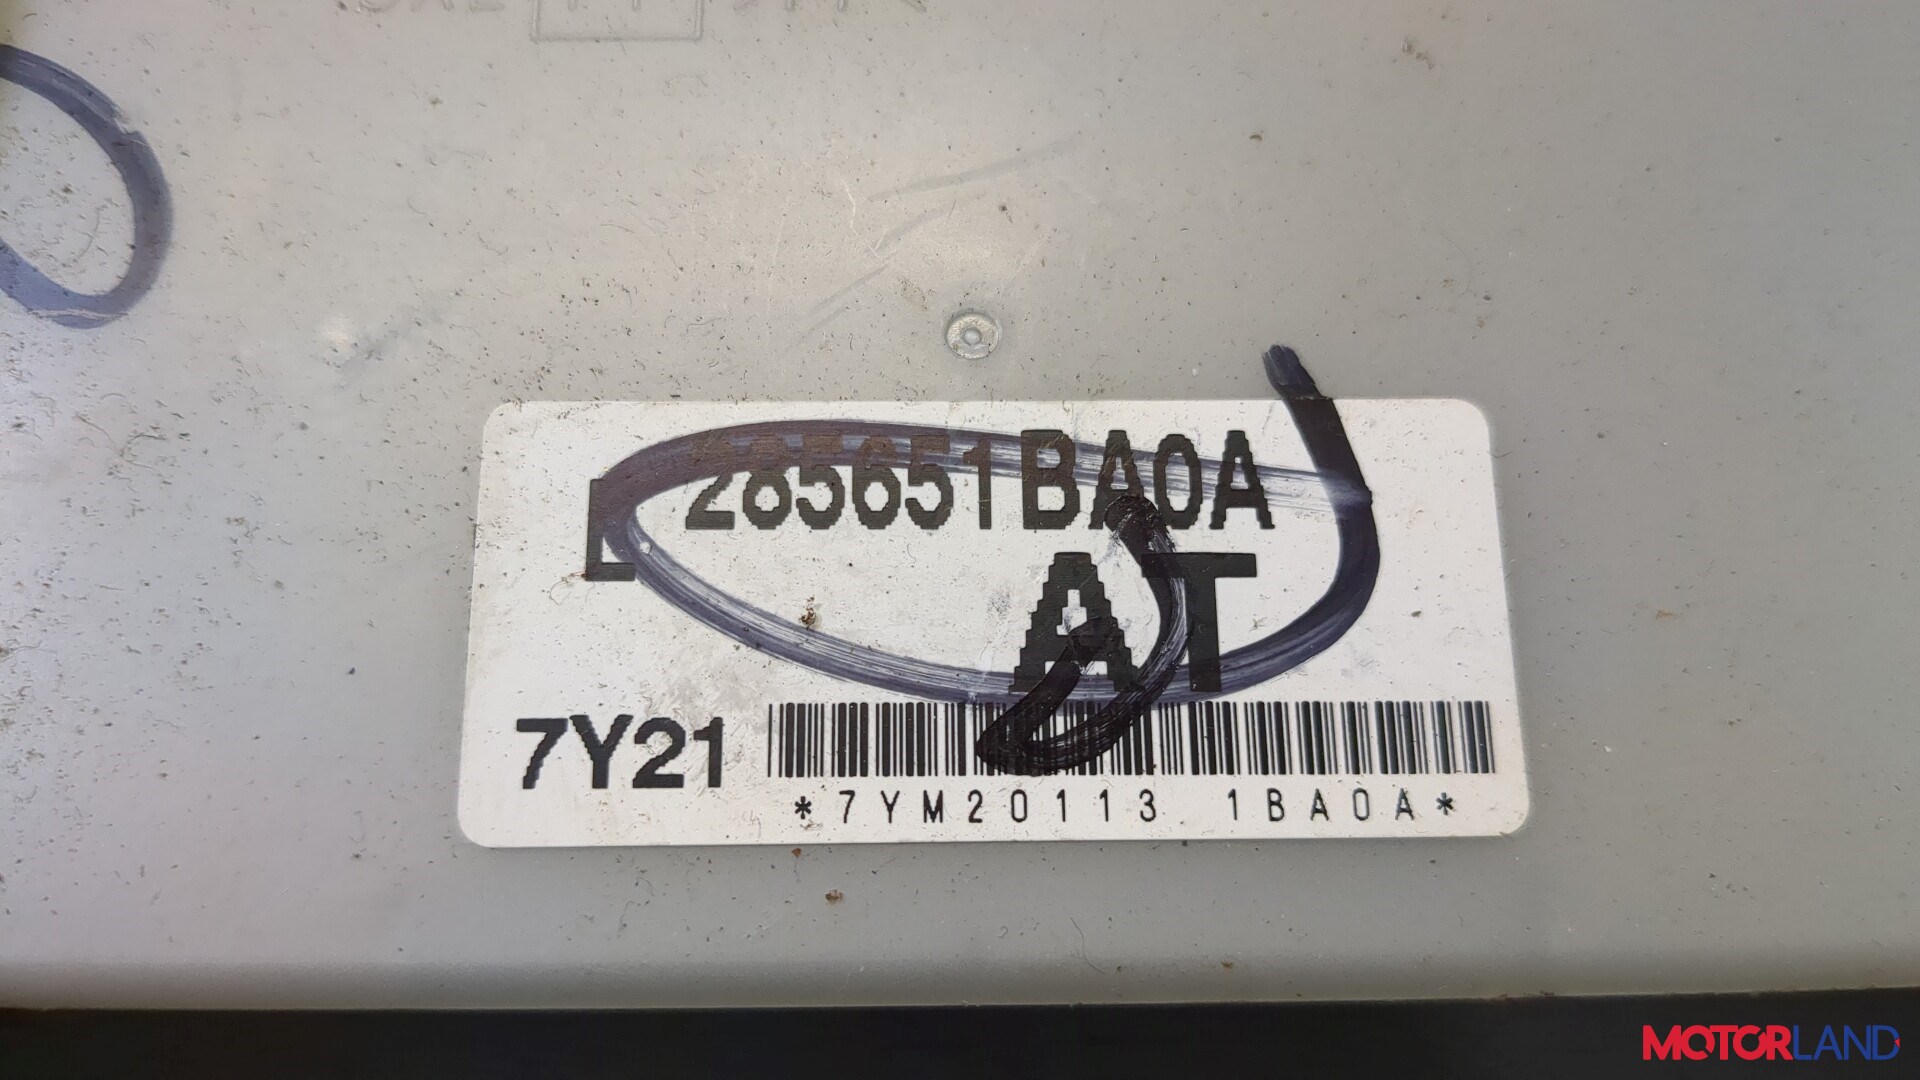 285651BA0A
AT
7Y21
*7YM20113 1BA0A*
MOTORLAND